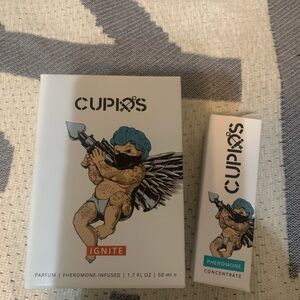 CUPIDS
IGNITE
PARFUM | PHEROMONE-INFUSED | 1.7 FL OZ | 50 ml e
CUPIDS
PHEROMONE
CONCENTRATE